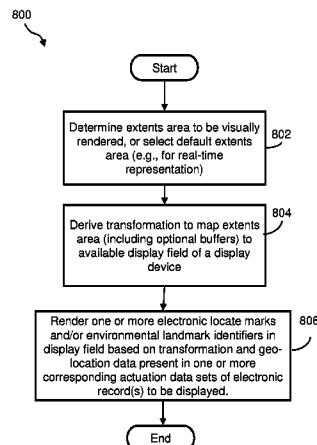 800
Start
Determine extents area to be visually
rendered, or select default extents
area (e.g., for real-time
representation)
802
Derive transformation to map extents
area (including optional buffers) to
available display field of a display
device
804
Render one or more electronic locate marks
and/or environmental landmark identifiers in
display field based on transformation and geo-
location data present in one or more
corresponding actuation data sets of electronic
record(s) to be displayed.
806
End